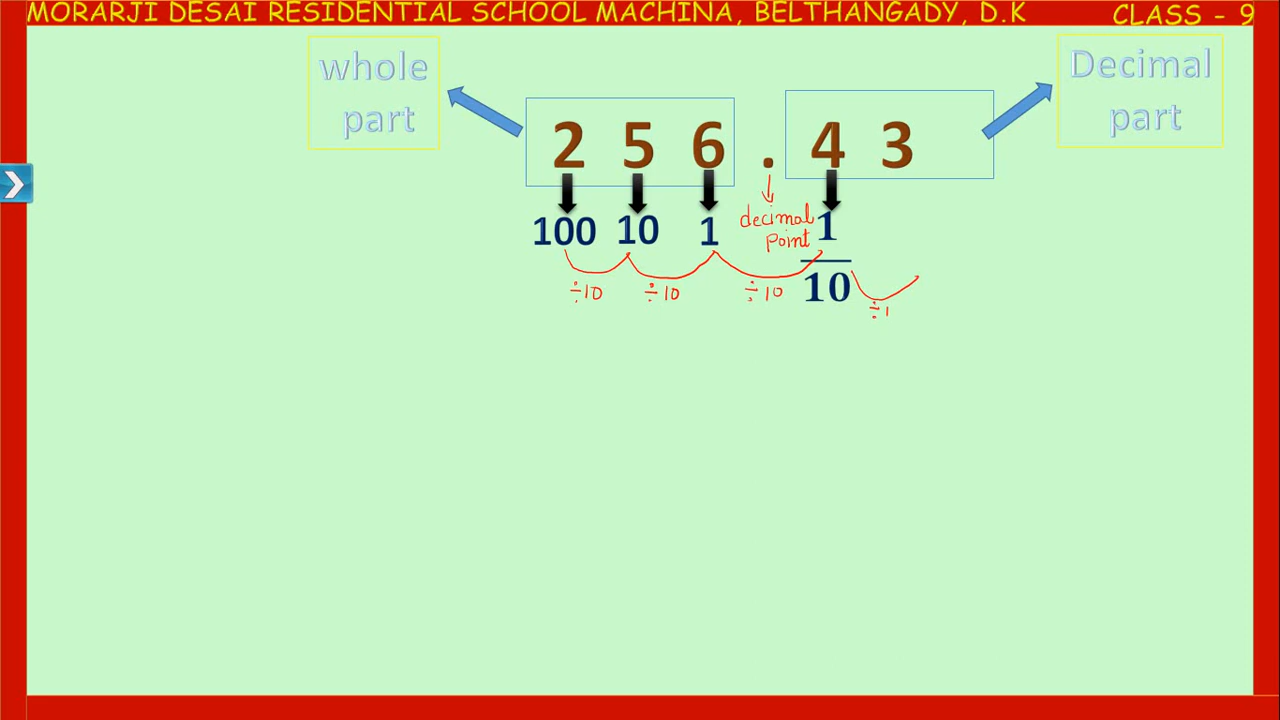 MORARJI DESAI RESIDENTIAL SCHOOL MACHINA, BELTHANGADY, D.K
CLASS - 9
whole
part
Decimal
part
2 5 6 . 4 3
100 10 1
decimal
point
1
10
÷10 ÷10 ÷10 ÷1